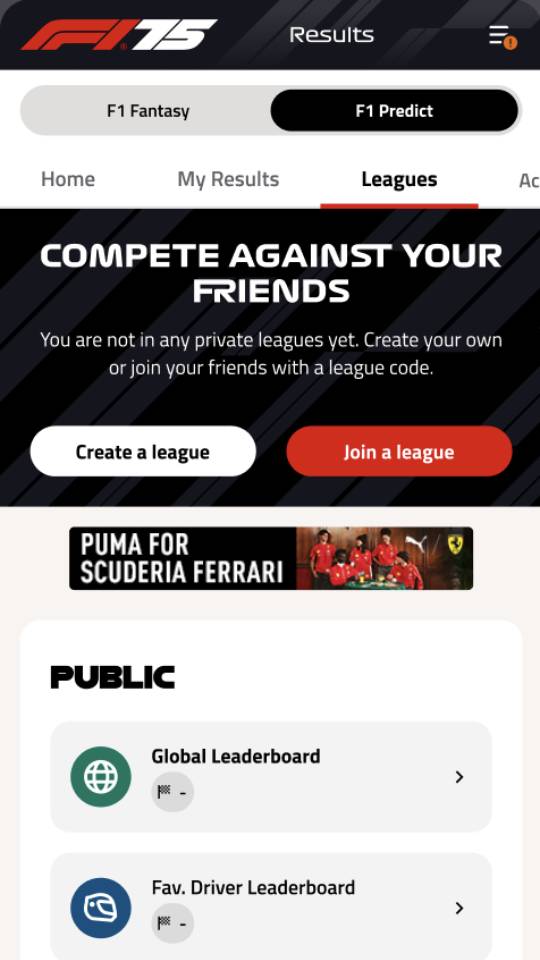 F1 75
Results
F1 Fantasy
F1 Predict
Home
My Results
Leagues
Ac
COMPETE AGAINST YOUR
FRIENDS
You are not in any private leagues yet. Create your own
or join your friends with a league code.
Create a league
Join a league
PUMA FOR
SCUDERIA FERRARI
PUBLIC
Global Leaderboard
-
Fav. Driver Leaderboard
-